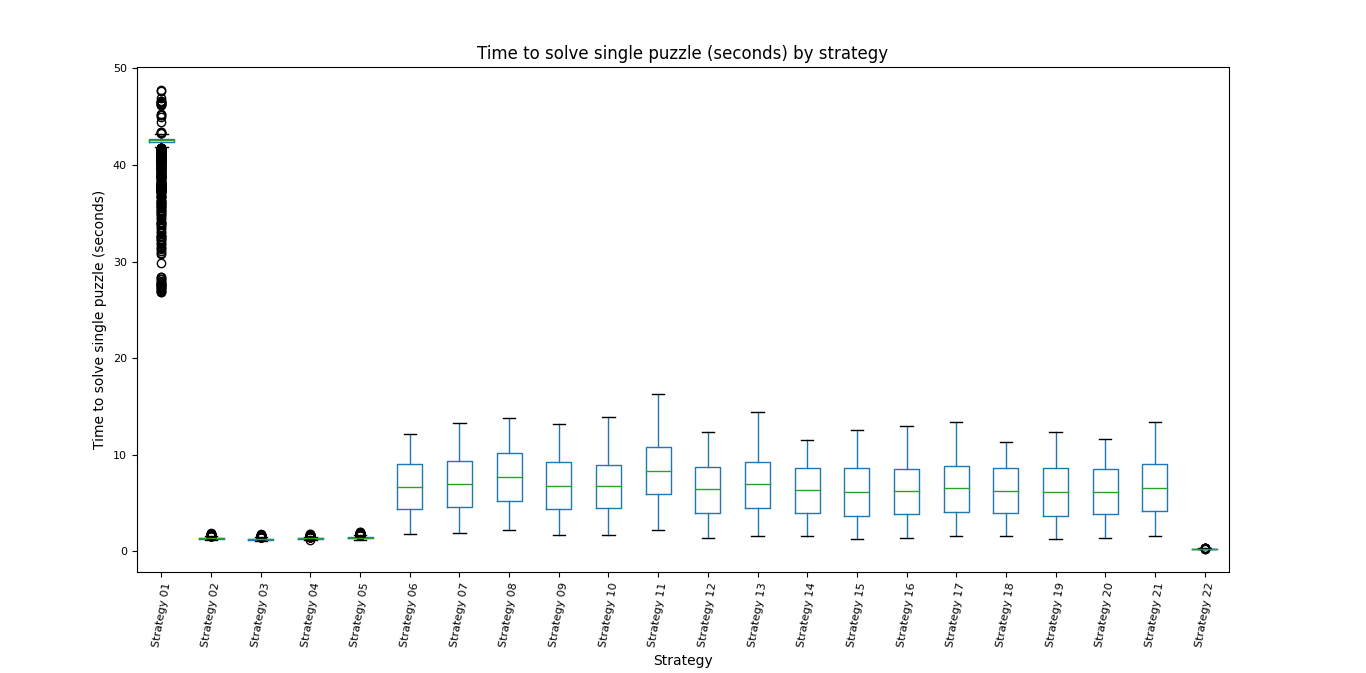 Time to solve single puzzle (seconds) by strategy
Time to solve single puzzle (seconds)
50
40
30
20
10
0
Strategy 01
Strategy 02
Strategy 03
Strategy 04
Strategy 05
Strategy 06
Strategy 07
Strategy 08
Strategy 09
Strategy 10
Strategy 11
Strategy 12
Strategy 13
Strategy 14
Strategy 15
Strategy 16
Strategy 17
Strategy 18
Strategy 19
Strategy 20
Strategy 21
Strategy 22
Strategy